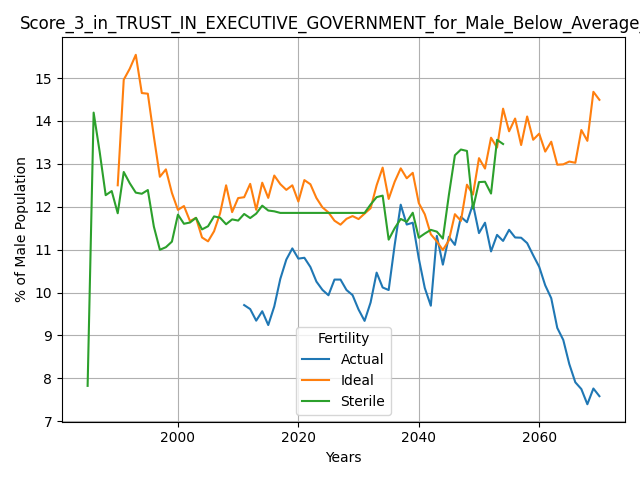 Score_3_in_TRUST_IN_EXECUTIVE_GOVERNMENT_for_Male_Below_Average_
% of Male Population
15
14
13
12
11
10
9
8
7
2000 2020 2040 2060
Years
Fertility
Actual
Ideal
Sterile